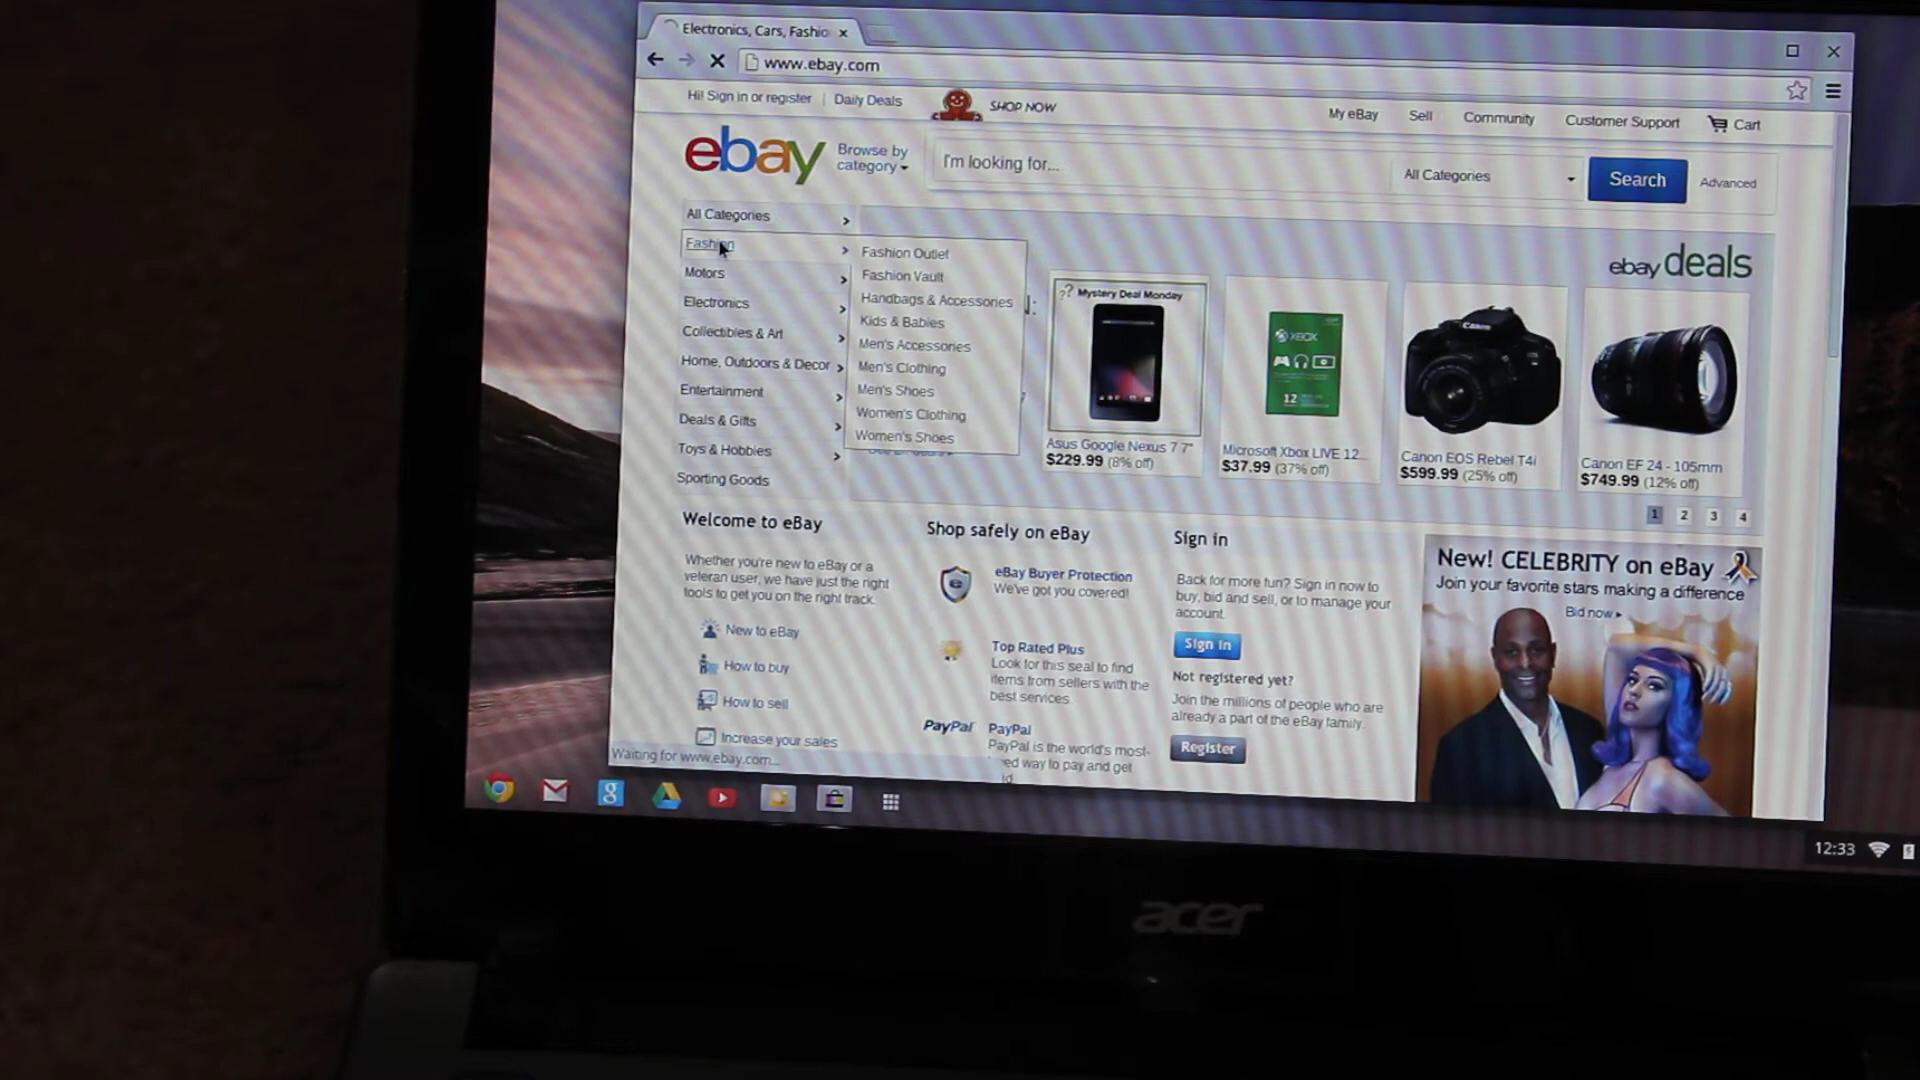 Electronics, Cars, Fashio
www.ebay.com
Hi! Sign in or register
Daily Deals
SHOP NOW
My eBay
Sell
Community
Customer Support
Cart
ebay
Browse by
category
I'm looking for...
All Categories
Search
Advanced
All Categories
Fashion
Motors
Electronics
Collectibles & Art
Home, Outdoors & Decor
Entertainment
Deals & Gifts
Toys & Hobbies
Sporting Goods
Fashion Outlet
Fashion Vault
Handbags & Accessories
Kids & Babies
Men's Accessories
Men's Clothing
Men's Shoes
Women's Clothing
Women's Shoes
ebay deals
?? Mystery Deal Monday
Asus Google Nexus 7 7"
$229.99 (8% off)
XBOX
12
Microsoft Xbox LIVE 12...
$37.99 (37% off)
Canon
Canon EOS Rebel T4i
$599.99 (25% off)
Canon EF 24 - 105mm
$749.99 (12% off)
1 2 3 4
Welcome to eBay
Whether you're new to eBay or a
veteran user, we have just the right
tools to get you on the right track.
New to eBay
How to buy
How to sell
Increase your sales
Shop safely on eBay
eBay Buyer Protection
We've got you covered!
Top Rated Plus
Look for this seal to find
items from sellers with the
best services.
PayPal
PayPal
PayPal is the world's most-
way to pay and get
Sign in
Back for more fun? Sign in now to
buy, bid and sell, or to manage your
account.
Sign in
Not registered yet?
Join the millions of people who are
already a part of the eBay family.
Register
New! CELEBRITY on eBay
Join your favorite stars making a difference
Bid now
Waiting for www.ebay.com...
12:33
acer